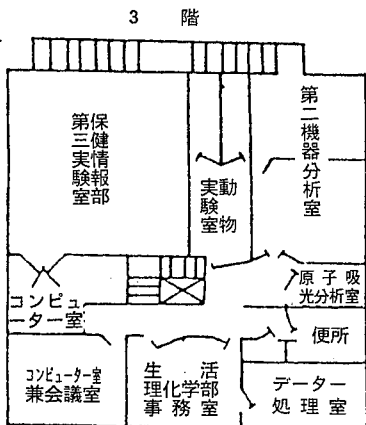 3 階
保健情報部
第三実験室
動物
実験室
第二機器分析室
原子吸
光分析室
コンピュ
ーター室
便所
コンピューター室
兼会議室
生活
理化学部
事務室
データー
処理室